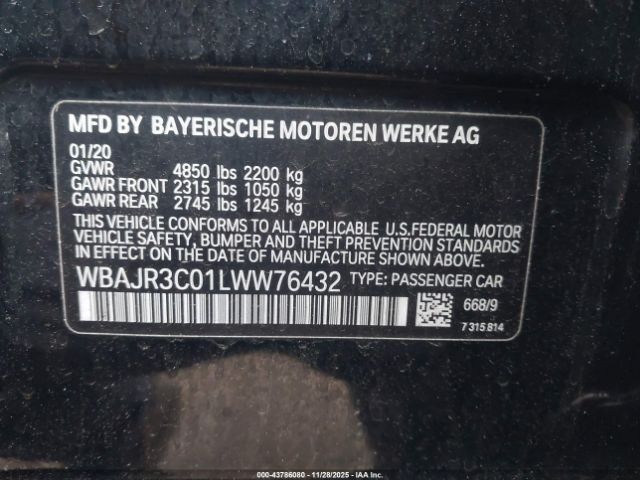 MFD BY BAYERISCHE MOTOREN WERKE AG
01/20
GVWR 4850 lbs 2200 kg
GAWR FRONT 2315 lbs 1050 kg
GAWR REAR 2745 lbs 1245 kg
THIS VEHICLE CONFORMS TO ALL APPLICABLE U.S.FEDERAL MOTOR
VEHICLE SAFETY, BUMPER AND THEFT PREVENTION STANDARDS
IN EFFECT ON THE DATE OF MANUFACTURE SHOWN ABOVE.
WBAJR3C01LWW76432 TYPE: PASSENGER CAR
668/9
7 315 814
000-43786080 - 11/28/2025 - IAAI.CA